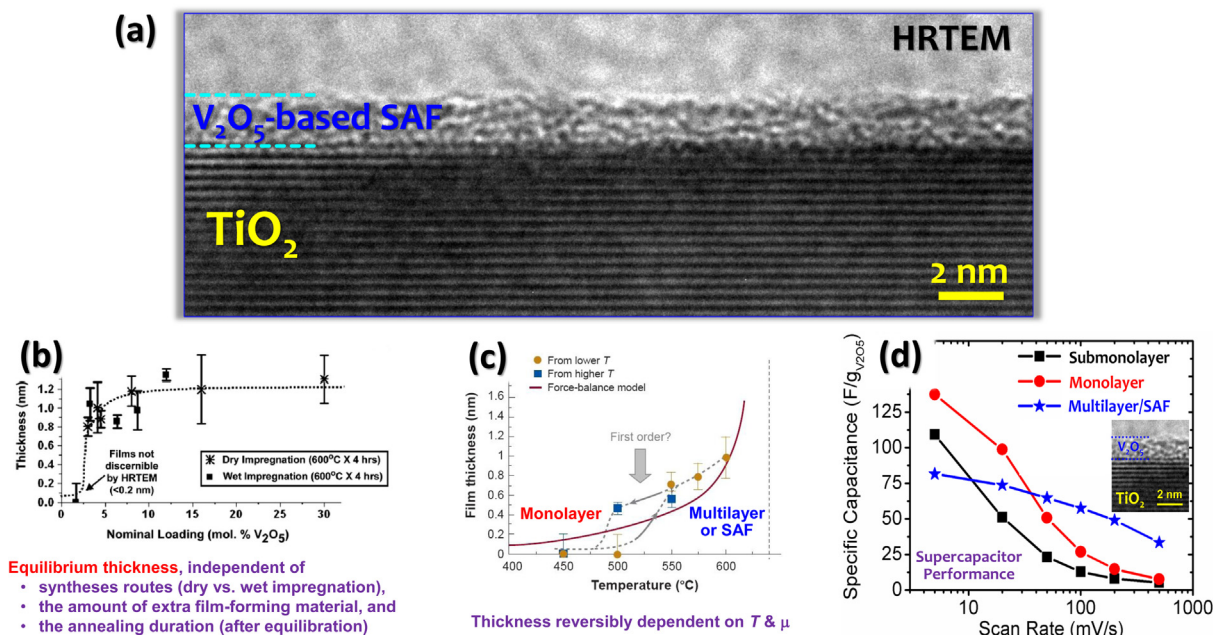 (a)
HRTEM
V₂O₅-based SAF
TiO₂
2 nm
(b)
Thickness (nm)
1.2
1.0
0.8
0.6
0.4
0.2
0.0
Films not
discernible
by HRTEM
(<0.2 nm)
Dry Impregnation (600°C X 4 hrs)
Wet Impregnation (600°C X 4 hrs)
0 5 10 15 20 25 30
Nominal Loading (mol. % V₂O₅)
Equilibrium thickness, independent of
• syntheses routes (dry vs. wet impregnation),
• the amount of extra film-forming material, and
• the annealing duration (after equilibration)
(c)
From lower T
From higher T
Force-balance model
Film thickness (nm)
1.6
1.4
1.2
1
0.8
0.6
0.4
0.2
0
First order?
Monolayer
Multilayer
or SAF
400 450 500 550 600
Temperature (°C)
Thickness reversibly dependent on T & μ
(d)
Specific Capacitance (F/gV2O5)
125
100
75
50
25
0
Submonolayer
Monolayer
Multilayer/SAF
V₂O₅
TiO₂
2 nm
Supercapacitor
Performance
10 100 1000
Scan Rate (mV/s)